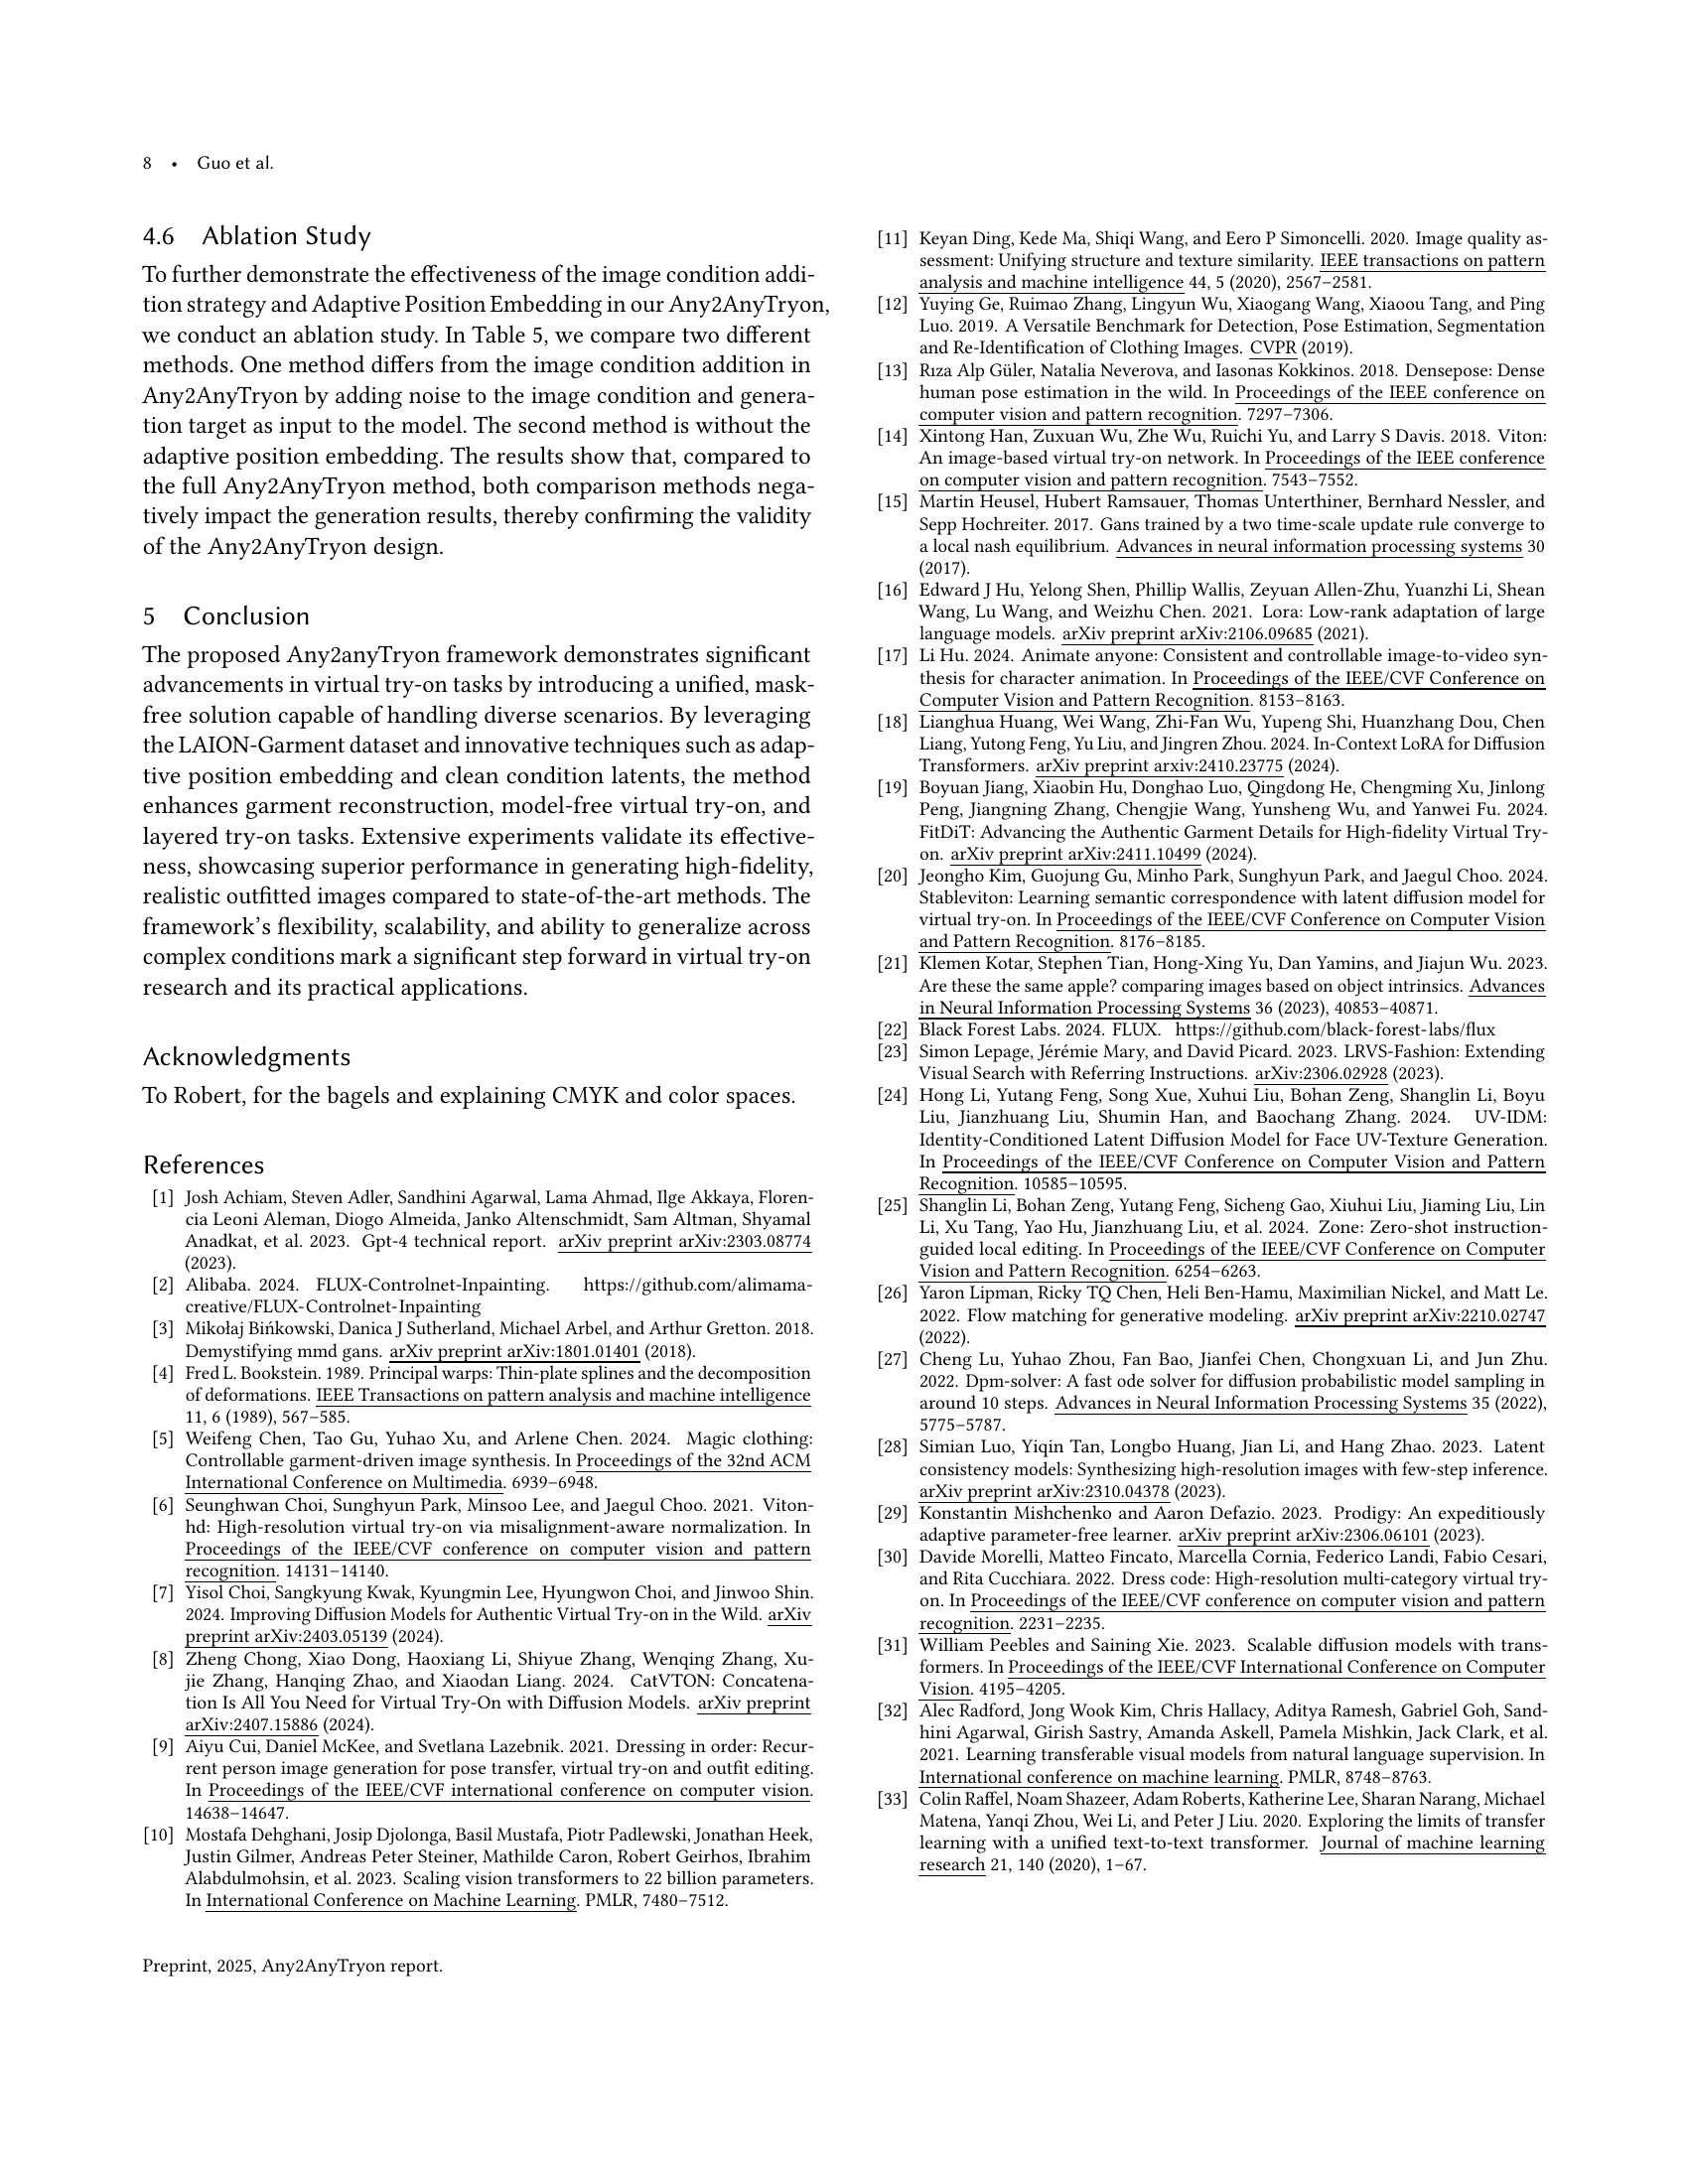 8 • Guo et al.
4.6 Ablation Study
To further demonstrate the effectiveness of the image condition addi-
tion strategy and Adaptive Position Embedding in our Any2AnyTryon,
we conduct an ablation study. In Table 5, we compare two different
methods. One method differs from the image condition addition in
Any2AnyTryon by adding noise to the image condition and genera-
tion target as input to the model. The second method is without the
adaptive position embedding. The results show that, compared to
the full Any2AnyTryon method, both comparison methods nega-
tively impact the generation results, thereby confirming the validity
of the Any2AnyTryon design.
5 Conclusion
The proposed Any2anyTryon framework demonstrates significant
advancements in virtual try-on tasks by introducing a unified, mask-
free solution capable of handling diverse scenarios. By leveraging
the LAION-Garment dataset and innovative techniques such as adap-
tive position embedding and clean condition latents, the method
enhances garment reconstruction, model-free virtual try-on, and
layered try-on tasks. Extensive experiments validate its effective-
ness, showcasing superior performance in generating high-fidelity,
realistic outfitted images compared to state-of-the-art methods. The
framework's flexibility, scalability, and ability to generalize across
complex conditions mark a significant step forward in virtual try-on
research and its practical applications.
Acknowledgments
To Robert, for the bagels and explaining CMYK and color spaces.
References
[1] Josh Achiam, Steven Adler, Sandhini Agarwal, Lama Ahmad, Ilge Akkaya, Floren-
cia Leoni Aleman, Diogo Almeida, Janko Altenschmidt, Sam Altman, Shyamal
Anadkat, et al. 2023. Gpt-4 technical report. arXiv preprint arXiv:2303.08774
(2023).
[2] Alibaba. 2024. FLUX-Controlnet-Inpainting. https://github.com/alimama-
creative/FLUX-Controlnet-Inpainting
[3] Mikołaj Bińkowski, Danica J Sutherland, Michael Arbel, and Arthur Gretton. 2018.
Demystifying mmd gans. arXiv preprint arXiv:1801.01401 (2018).
[4] Fred L. Bookstein. 1989. Principal warps: Thin-plate splines and the decomposition
of deformations. IEEE Transactions on pattern analysis and machine intelligence
11, 6 (1989), 567–585.
[5] Weifeng Chen, Tao Gu, Yuhao Xu, and Arlene Chen. 2024. Magic clothing:
Controllable garment-driven image synthesis. In Proceedings of the 32nd ACM
International Conference on Multimedia. 6939–6948.
[6] Seunghwan Choi, Sunghyun Park, Minsoo Lee, and Jaegul Choo. 2021. Viton-
hd: High-resolution virtual try-on via misalignment-aware normalization. In
Proceedings of the IEEE/CVF conference on computer vision and pattern
recognition. 14131–14140.
[7] Yisol Choi, Sangkyung Kwak, Kyungmin Lee, Hyungwon Choi, and Jinwoo Shin.
2024. Improving Diffusion Models for Authentic Virtual Try-on in the Wild. arXiv
preprint arXiv:2403.05139 (2024).
[8] Zheng Chong, Xiao Dong, Haoxiang Li, Shiyue Zhang, Wenqing Zhang, Xu-
jie Zhang, Hanqing Zhao, and Xiaodan Liang. 2024. CatVTON: Concatena-
tion Is All You Need for Virtual Try-On with Diffusion Models. arXiv preprint
arXiv:2407.15886 (2024).
[9] Aiyu Cui, Daniel McKee, and Svetlana Lazebnik. 2021. Dressing in order: Recur-
rent person image generation for pose transfer, virtual try-on and outfit editing.
In Proceedings of the IEEE/CVF international conference on computer vision.
14638–14647.
[10] Mostafa Dehghani, Josip Djolonga, Basil Mustafa, Piotr Padlewski, Jonathan Heek,
Justin Gilmer, Andreas Peter Steiner, Mathilde Caron, Robert Geirhos, Ibrahim
Alabdulmohsin, et al. 2023. Scaling vision transformers to 22 billion parameters.
In International Conference on Machine Learning. PMLR, 7480–7512.
[11] Keyan Ding, Kede Ma, Shiqi Wang, and Eero P Simoncelli. 2020. Image quality as-
sessment: Unifying structure and texture similarity. IEEE transactions on pattern
analysis and machine intelligence 44, 5 (2020), 2567–2581.
[12] Yuying Ge, Ruimao Zhang, Lingyun Wu, Xiaogang Wang, Xiaoou Tang, and Ping
Luo. 2019. A Versatile Benchmark for Detection, Pose Estimation, Segmentation
and Re-Identification of Clothing Images. CVPR (2019).
[13] Rıza Alp Güler, Natalia Neverova, and Iasonas Kokkinos. 2018. Densepose: Dense
human pose estimation in the wild. In Proceedings of the IEEE conference on
computer vision and pattern recognition. 7297–7306.
[14] Xintong Han, Zuxuan Wu, Zhe Wu, Ruichi Yu, and Larry S Davis. 2018. Viton:
An image-based virtual try-on network. In Proceedings of the IEEE conference
on computer vision and pattern recognition. 7543–7552.
[15] Martin Heusel, Hubert Ramsauer, Thomas Unterthiner, Bernhard Nessler, and
Sepp Hochreiter. 2017. Gans trained by a two time-scale update rule converge to
a local nash equilibrium. Advances in neural information processing systems 30
(2017).
[16] Edward J Hu, Yelong Shen, Phillip Wallis, Zeyuan Allen-Zhu, Yuanzhi Li, Shean
Wang, Lu Wang, and Weizhu Chen. 2021. Lora: Low-rank adaptation of large
language models. arXiv preprint arXiv:2106.09685 (2021).
[17] Li Hu. 2024. Animate anyone: Consistent and controllable image-to-video syn-
thesis for character animation. In Proceedings of the IEEE/CVF Conference on
Computer Vision and Pattern Recognition. 8153–8163.
[18] Lianghua Huang, Wei Wang, Zhi-Fan Wu, Yupeng Shi, Huanzhang Dou, Chen
Liang, Yutong Feng, Yu Liu, and Jingren Zhou. 2024. In-Context LoRA for Diffusion
Transformers. arXiv preprint arxiv:2410.23775 (2024).
[19] Boyuan Jiang, Xiaobin Hu, Donghao Luo, Qingdong He, Chengming Xu, Jinlong
Peng, Jiangning Zhang, Chengjie Wang, Yunsheng Wu, and Yanwei Fu. 2024.
FitDiT: Advancing the Authentic Garment Details for High-fidelity Virtual Try-
on. arXiv preprint arXiv:2411.10499 (2024).
[20] Jeongho Kim, Guojung Gu, Minho Park, Sunghyun Park, and Jaegul Choo. 2024.
Stableviton: Learning semantic correspondence with latent diffusion model for
virtual try-on. In Proceedings of the IEEE/CVF Conference on Computer Vision
and Pattern Recognition. 8176–8185.
[21] Klemen Kotar, Stephen Tian, Hong-Xing Yu, Dan Yamins, and Jiajun Wu. 2023.
Are these the same apple? comparing images based on object intrinsics. Advances
in Neural Information Processing Systems 36 (2023), 40853–40871.
[22] Black Forest Labs. 2024. FLUX. https://github.com/black-forest-labs/flux
[23] Simon Lepage, Jérémie Mary, and David Picard. 2023. LRVS-Fashion: Extending
Visual Search with Referring Instructions. arXiv:2306.02928 (2023).
[24] Hong Li, Yutang Feng, Song Xue, Xuhui Liu, Bohan Zeng, Shanglin Li, Boyu
Liu, Jianzhuang Liu, Shumin Han, and Baochang Zhang. 2024. UV-IDM:
Identity-Conditioned Latent Diffusion Model for Face UV-Texture Generation.
In Proceedings of the IEEE/CVF Conference on Computer Vision and Pattern
Recognition. 10585–10595.
[25] Shanglin Li, Bohan Zeng, Yutang Feng, Sicheng Gao, Xiuhui Liu, Jiaming Liu, Lin
Li, Xu Tang, Yao Hu, Jianzhuang Liu, et al. 2024. Zone: Zero-shot instruction-
guided local editing. In Proceedings of the IEEE/CVF Conference on Computer
Vision and Pattern Recognition. 6254–6263.
[26] Yaron Lipman, Ricky TQ Chen, Heli Ben-Hamu, Maximilian Nickel, and Matt Le.
2022. Flow matching for generative modeling. arXiv preprint arXiv:2210.02747
(2022).
[27] Cheng Lu, Yuhao Zhou, Fan Bao, Jianfei Chen, Chongxuan Li, and Jun Zhu.
2022. Dpm-solver: A fast ode solver for diffusion probabilistic model sampling in
around 10 steps. Advances in Neural Information Processing Systems 35 (2022),
5775–5787.
[28] Simian Luo, Yiqin Tan, Longbo Huang, Jian Li, and Hang Zhao. 2023. Latent
consistency models: Synthesizing high-resolution images with few-step inference.
arXiv preprint arXiv:2310.04378 (2023).
[29] Konstantin Mishchenko and Aaron Defazio. 2023. Prodigy: An expeditiously
adaptive parameter-free learner. arXiv preprint arXiv:2306.06101 (2023).
[30] Davide Morelli, Matteo Fincato, Marcella Cornia, Federico Landi, Fabio Cesari,
and Rita Cucchiara. 2022. Dress code: High-resolution multi-category virtual try-
on. In Proceedings of the IEEE/CVF conference on computer vision and pattern
recognition. 2231–2235.
[31] William Peebles and Saining Xie. 2023. Scalable diffusion models with trans-
formers. In Proceedings of the IEEE/CVF International Conference on Computer
Vision. 4195–4205.
[32] Alec Radford, Jong Wook Kim, Chris Hallacy, Aditya Ramesh, Gabriel Goh, Sand-
hini Agarwal, Girish Sastry, Amanda Askell, Pamela Mishkin, Jack Clark, et al.
2021. Learning transferable visual models from natural language supervision. In
International conference on machine learning. PMLR, 8748–8763.
[33] Colin Raffel, Noam Shazeer, Adam Roberts, Katherine Lee, Sharan Narang, Michael
Matena, Yanqi Zhou, Wei Li, and Peter J Liu. 2020. Exploring the limits of transfer
learning with a unified text-to-text transformer. Journal of machine learning
research 21, 140 (2020), 1–67.
Preprint, 2025, Any2AnyTryon report.